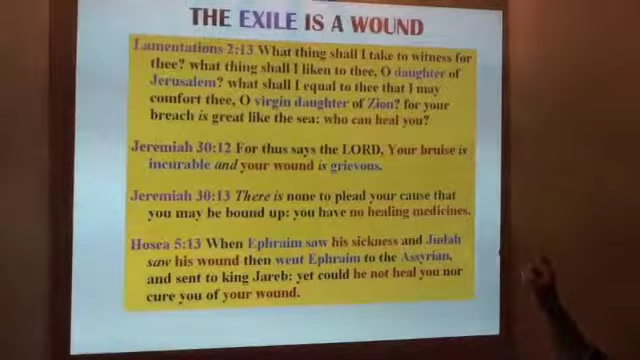 THE EXILE IS A WOUND
Lamentations 2:13 What thing shall I take to witness for
thee? what thing shall I liken to thee, O daughter of
Jerusalem? what shall I equal to thee that I may
comfort thee, O virgin daughter of Zion? for your
breach is great like the sea: who can heal you?
Jeremiah 30:12 For thus says the LORD, Your bruise is
incurable and your wound is grievous.
Jeremiah 30:13 There is none to plead your cause that
you may be bound up: you have no healing medicines.
Hosea 5:13 When Ephraim saw his sickness and Judah
saw his wound then went Ephraim to the Assyrian,
and sent to king Jareb: yet could he not heal you nor
cure you of your wound.